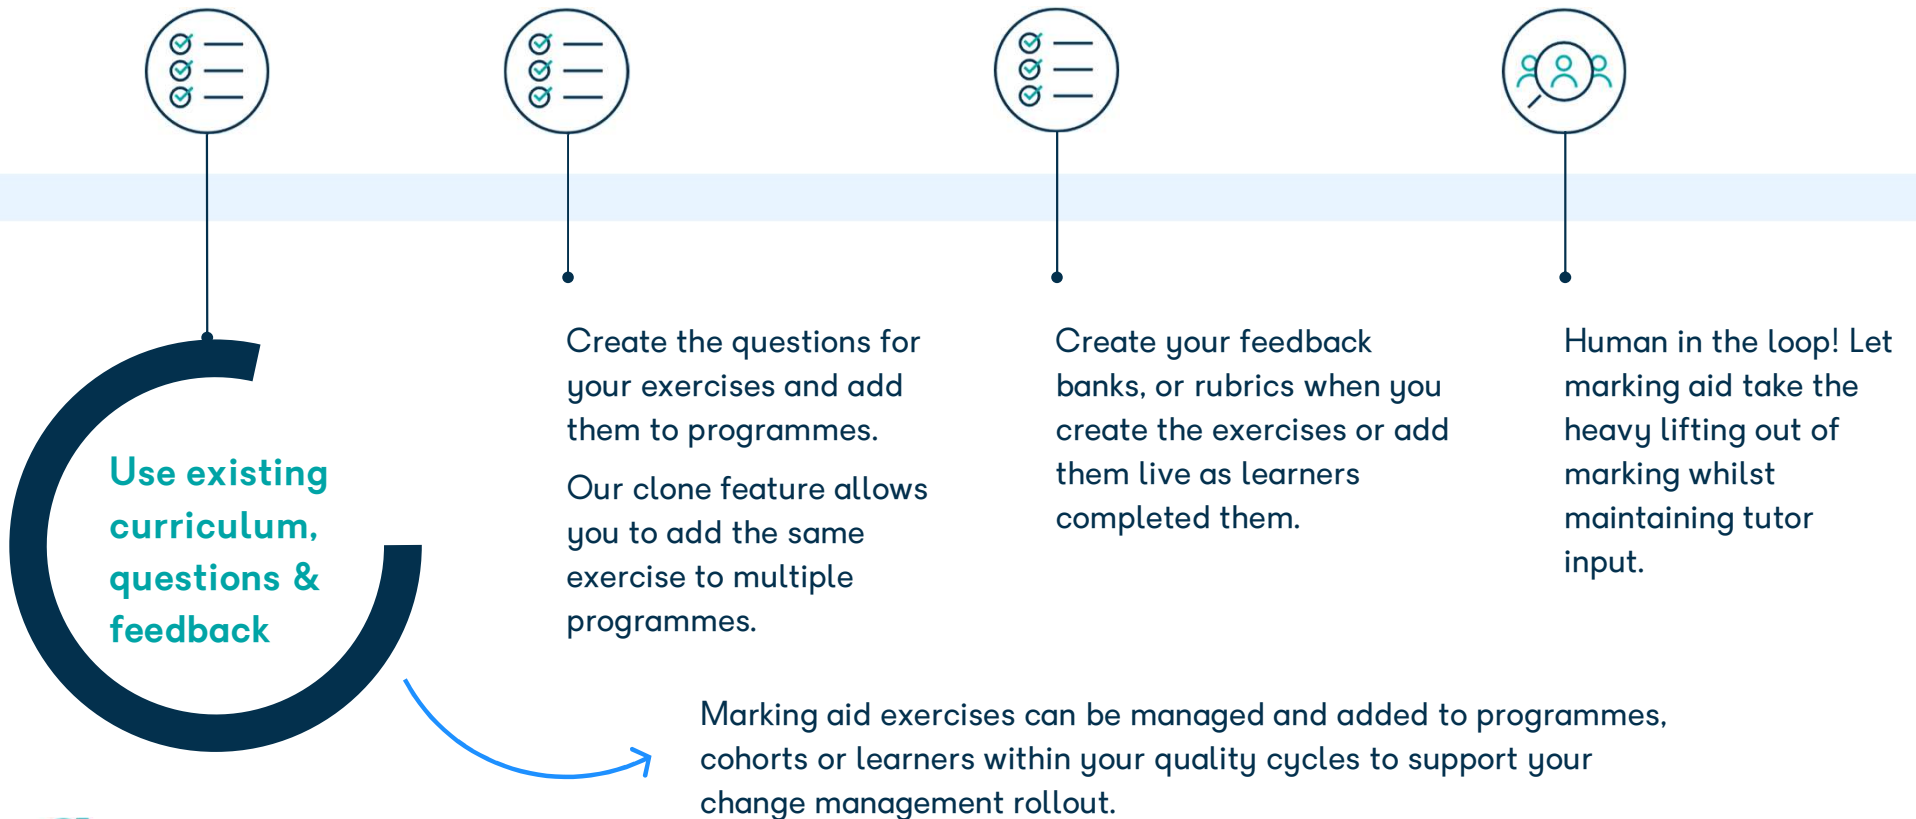 Use existing
curriculum,
questions &
feedback
Create the questions for
your exercises and add
them to programmes.
Our clone feature allows
you to add the same
exercise to multiple
programmes.
Create your feedback
banks, or rubrics when you
create the exercises or add
them live as learners
completed them.
Human in the loop! Let
marking aid take the
heavy lifting out of
marking whilst
maintaining tutor
input.
Marking aid exercises can be managed and added to programmes,
cohorts or learners within your quality cycles to support your
change management rollout.